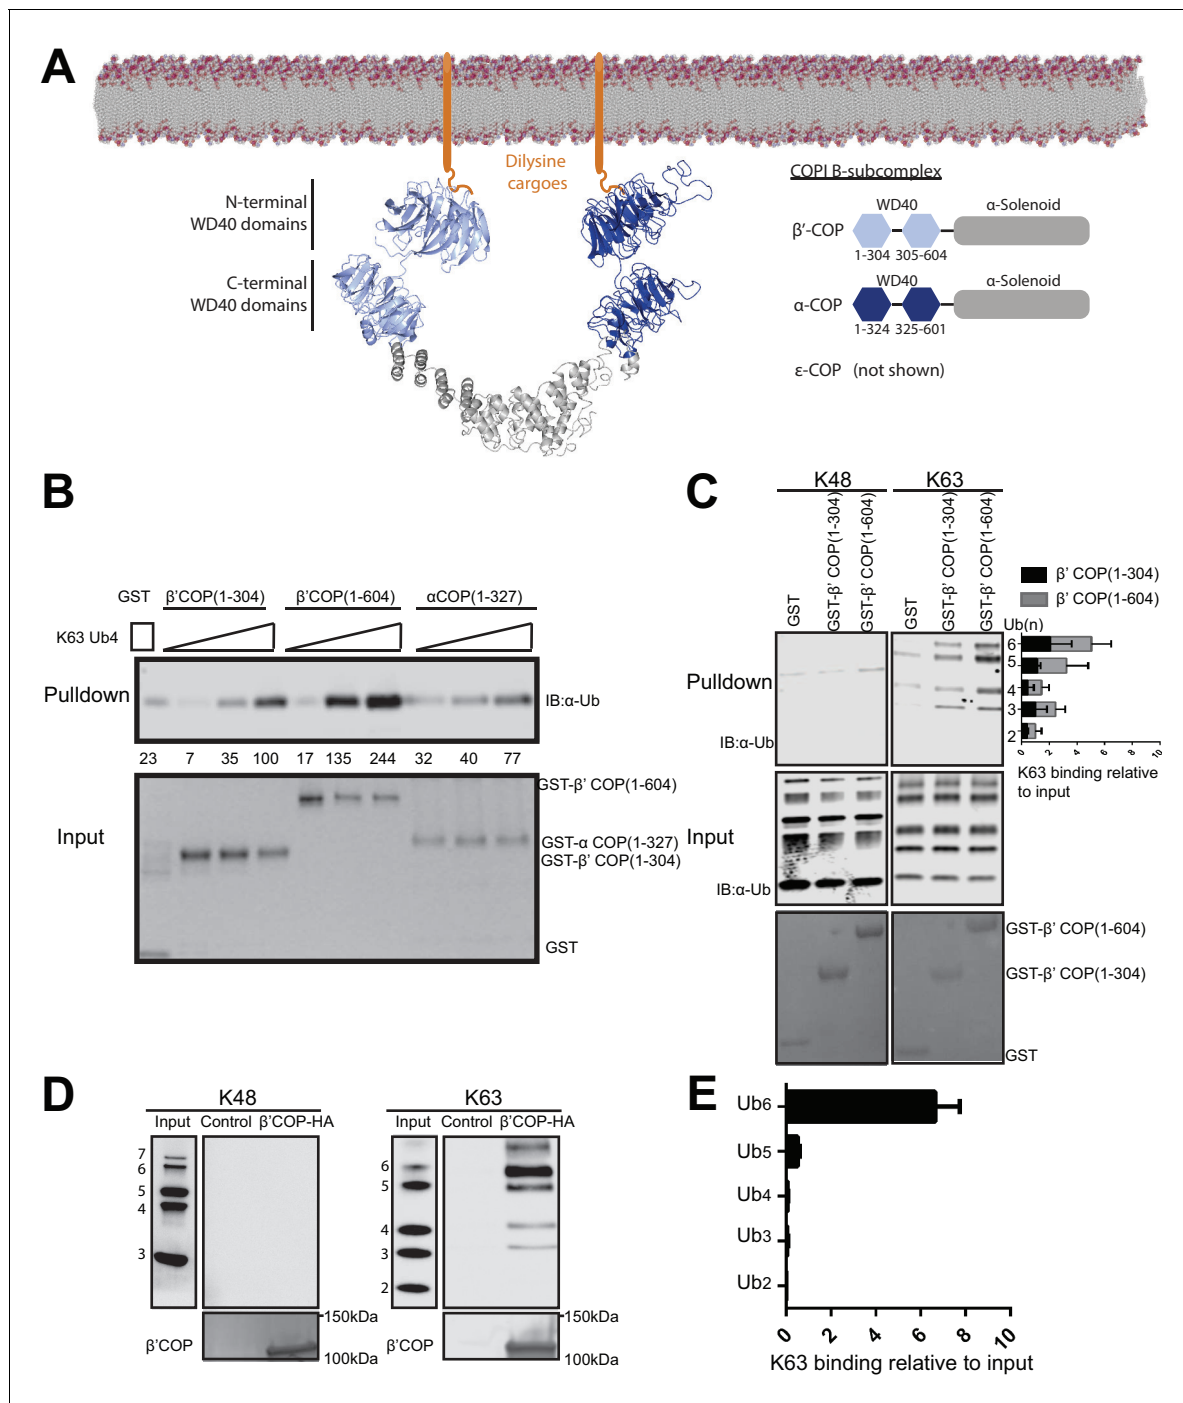 A
Dilysine
cargoes
N-terminal
WD40 domains
C-terminal
WD40 domains
COPI B-subcomplex
WD40
α-Solenoid
β'-COP
1-304 305-604
WD40
α-Solenoid
α-COP
1-324 325-601
ε-COP (not shown)
B
GST β'COP(1-304) β'COP(1-604) αCOP(1-327)
K63 Ub4
Pulldown
IB:α-Ub
23 7 35 100 17 135 244 32 40 77
Input
GST-β' COP(1-604)
GST-α COP(1-327)
GST-β' COP(1-304)
GST
C
K48 K63
GST
GST-β' COP(1-304)
GST-β' COP(1-604)
GST
GST-β' COP(1-304)
GST-β' COP(1-604)
β' COP(1-304)
β' COP(1-604)
Ub(n)
6
5
4
3
2
0 2 4 6 8 10
K63 binding relative
to input
Pulldown
IB:α-Ub
Input
IB:α-Ub
GST-β' COP(1-604)
GST-β' COP(1-304)
GST
D
K48
Input Control β'COP-HA
7
6
5
4
3
β'COP
150kDa
100kDa
K63
Input Control β'COP-HA
6
5
4
3
2
β'COP
150kDa
100kDa
E
Ub6
Ub5
Ub4
Ub3
Ub2
0 2 4 6 8 10
K63 binding relative to input